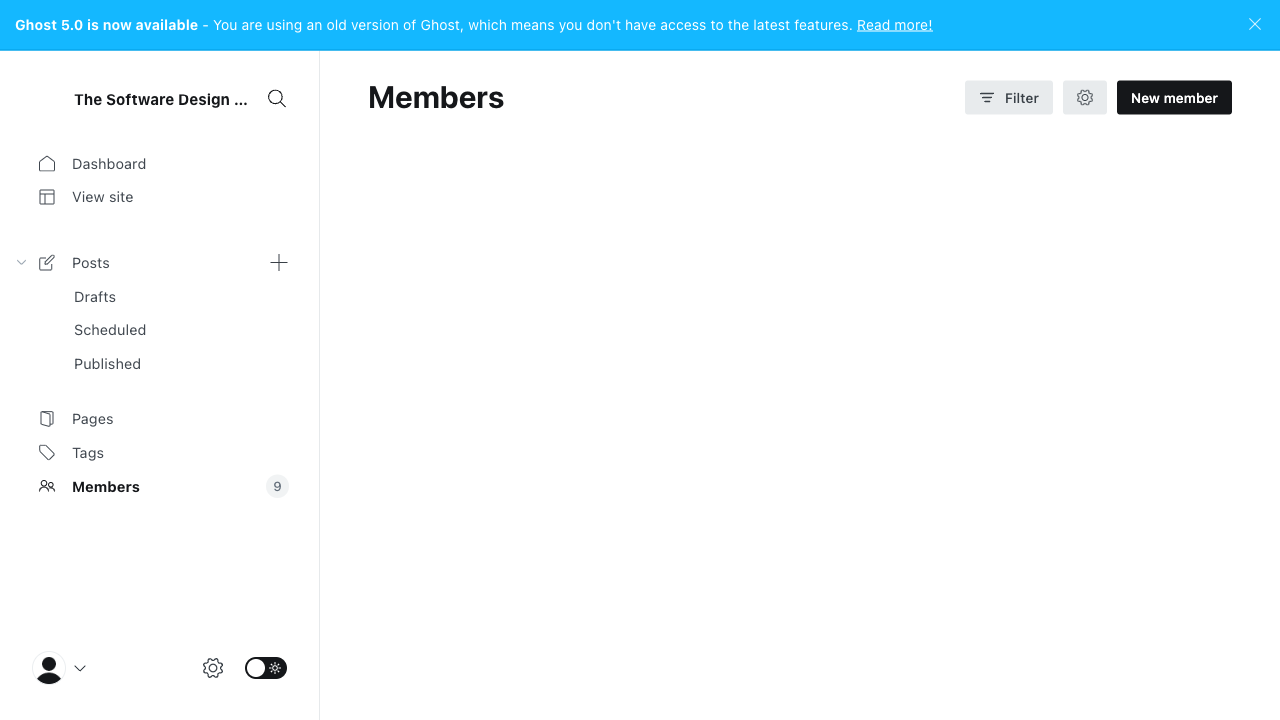 Ghost 5.0 is now available - You are using an old version of Ghost, which means you don't have access to the latest features. Read more!
The Software Design ...
Members
Filter
New member
Dashboard
View site
Posts
Drafts
Scheduled
Published
Pages
Tags
Members
9